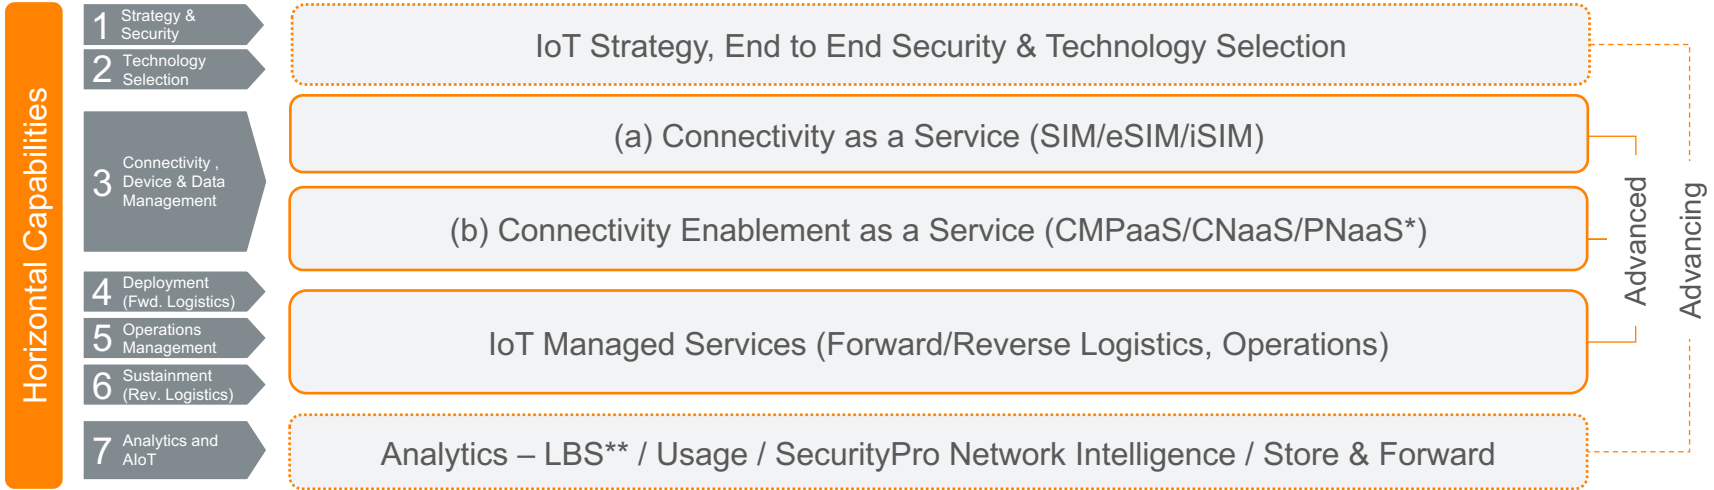 Horizontal Capabilities
1 Strategy &
Security
2 Technology
Selection
IoT Strategy, End to End Security & Technology Selection
3 Connectivity ,
Device & Data
Management
(a) Connectivity as a Service (SIM/eSIM/iSIM)
(b) Connectivity Enablement as a Service (CMPaaS/CNaaS/PNaaS*)
4 Deployment
(Fwd. Logistics)
5 Operations
Management
6 Sustainment
(Rev. Logistics)
IoT Managed Services (Forward/Reverse Logistics, Operations)
7 Analytics and
AIoT
Analytics – LBS** / Usage / SecurityPro Network Intelligence / Store & Forward
Advanced
Advancing